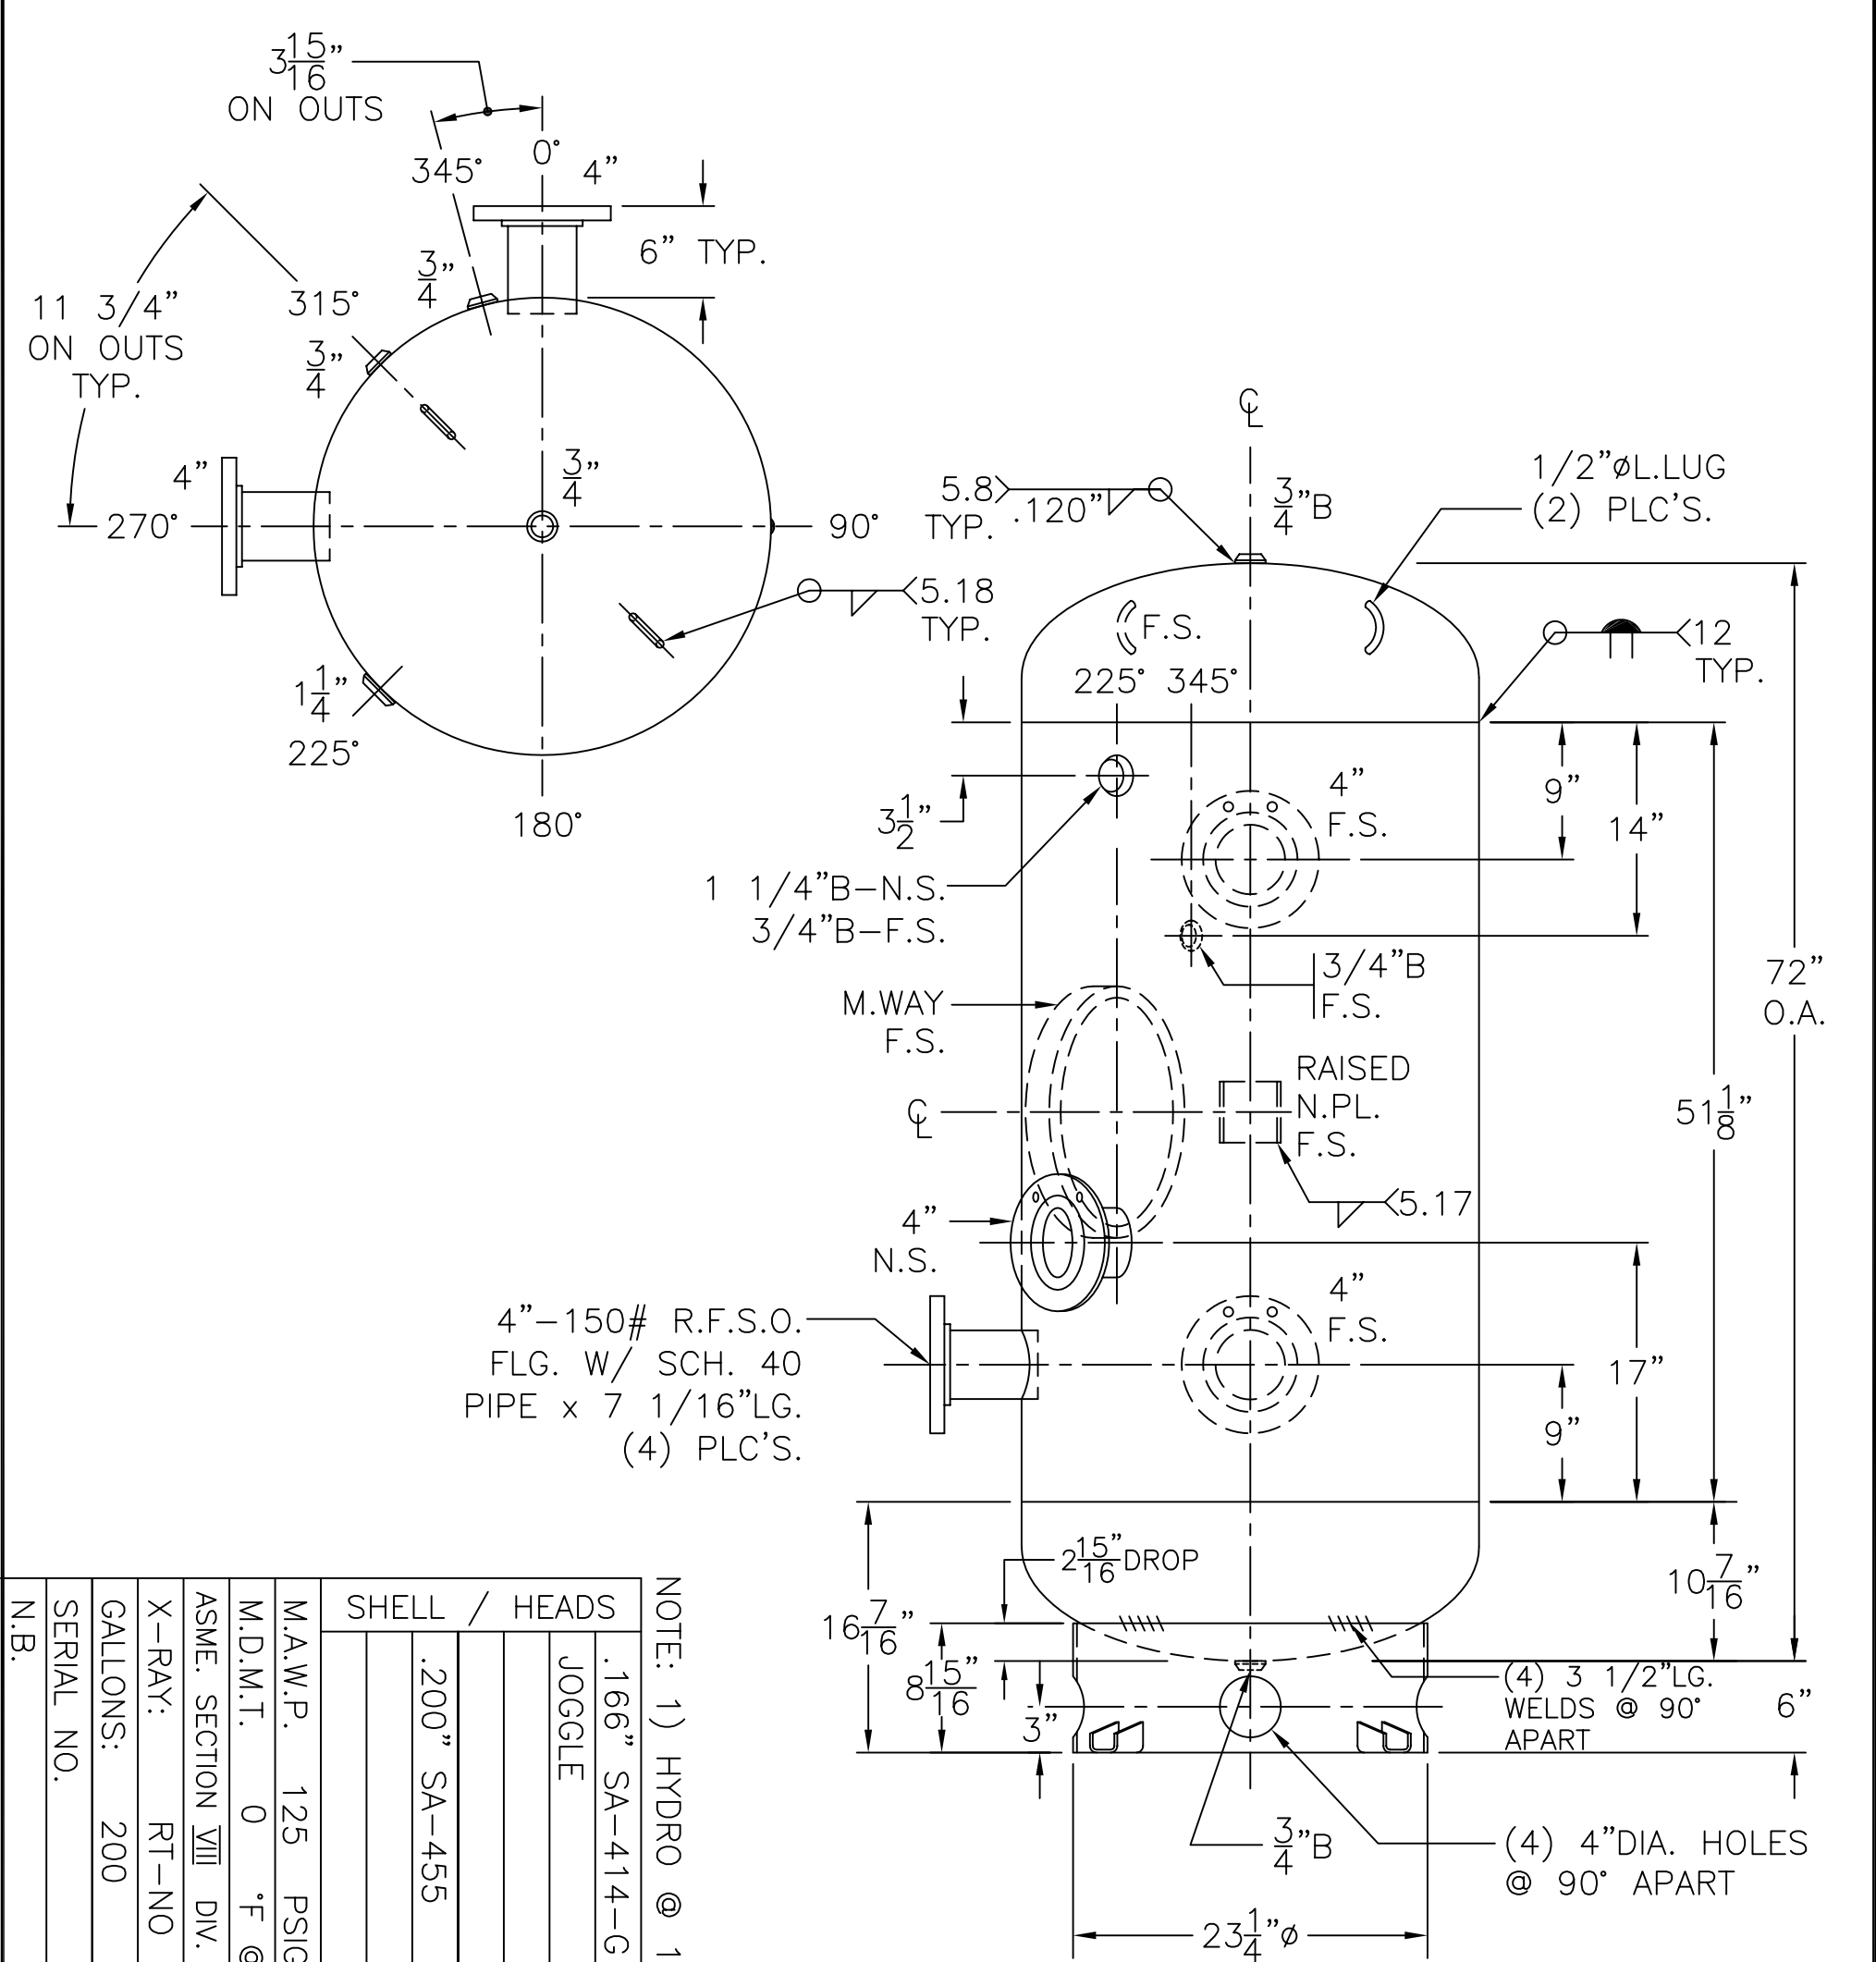 3 15/16"
ON OUTS
0°
345°
4"
6" TYP.
3/4"
315°
11 3/4"
ON OUTS
TYP.
3/4"
4"
3/4"
270°
90°
5.18
TYP.
1 1/4"
225°
180°
℄
5.8
TYP.
.120"
3/4"B
1/2"⌀L.LUG
(2) PLC'S.
F.S.
12
TYP.
225° 345°
3 1/2"
4"
F.S.
9"
14"
1 1/4"B-N.S.
3/4"B-F.S.
3/4"B
F.S.
72"
O.A.
M.WAY
F.S.
RAISED
N.PL.
F.S.
℄
51 1/8"
5.17
4"
N.S.
4"
F.S.
4"-150# R.F.S.O.
FLG. W/ SCH. 40
PIPE x 7 1/16"LG.
(4) PLC'S.
17"
9"
2 15/16" DROP
10 7/16"
16 7/16"
8 15/16"
3"
(4) 3 1/2"LG.
WELDS @ 90°
APART
6"
3/4"B
(4) 4"DIA. HOLES
@ 90° APART
23 1/4"⌀
NOTE: 1) HYDRO @ 1
SHELL / HEADS
.166" SA-414-G
JOGGLE
.200" SA-455
M.A.W.P. 125 PSIG
M.D.M.T. 0 °F @
ASME. SECTION VIII DIV.
X-RAY: RT-NO
GALLONS: 200
SERIAL NO.
N.B.